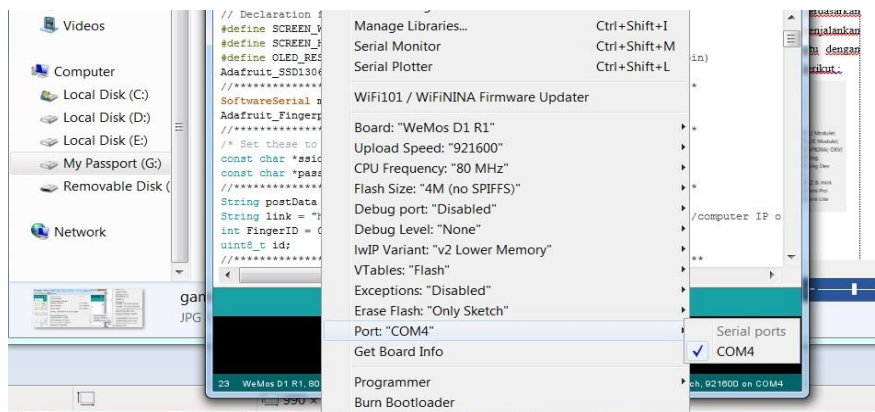 Videos
Computer
Local Disk (C:)
Local Disk (D:)
Local Disk (E:)
My Passport (G:)
Removable Disk (
Network
gan
JPG
// Declaration f
#define SCREEN_W
#define SCREEN_H
#define OLED_RES
in)
Adafruit_SSD1306
//**************
SoftwareSerial m
Adafruit_Fingerp
//**************
/* Set these to
const char *ssid
const char *pass
//**************
String postData
String link = "h
/computer IP o
int FingerID = 0
uint8_t id;
//**************
23 WeMos D1 R1, 80
ch, 921600 on COM4
Manage Libraries... Ctrl+Shift+I
Serial Monitor Ctrl+Shift+M
Serial Plotter Ctrl+Shift+L
WiFi101 / WiFiNINA Firmware Updater
Board: "WeMos D1 R1"
Upload Speed: "921600"
CPU Frequency: "80 MHz"
Flash Size: "4M (no SPIFFS)"
Debug port: "Disabled"
Debug Level: "None"
lwIP Variant: "v2 Lower Memory"
VTables: "Flash"
Exceptions: "Disabled"
Erase Flash: "Only Sketch"
Port: "COM4"
Get Board Info
Programmer
Burn Bootloader
Serial ports
COM4
990 ×
enjalankan
dengan
erikut :